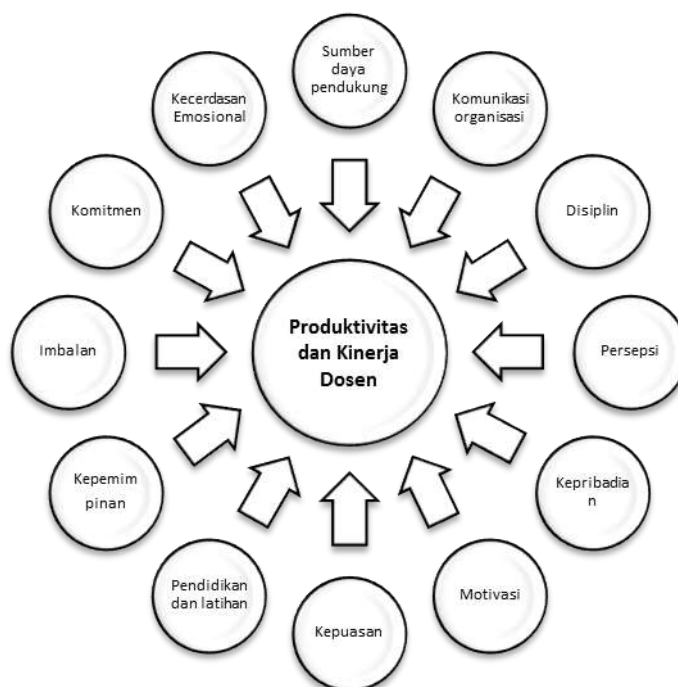 Sumber
daya
pendukung
Komunikasi
organisasi
Disiplin
Persepsi
Kepribadia
n
Motivasi
Kepuasan
Pendidikan
dan latihan
Kepemim
pinan
Imbalan
Komitmen
Kecerdasan
Emosional
Produktivitas
dan Kinerja
Dosen